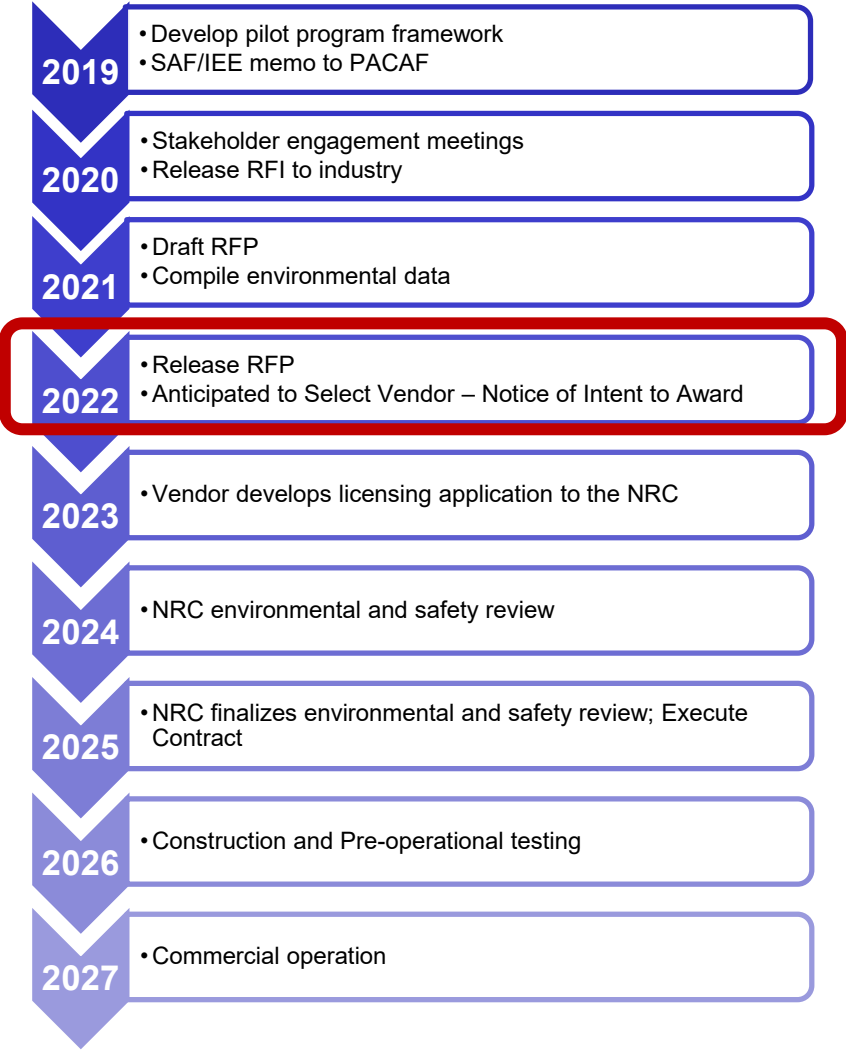 2019
•Develop pilot program framework
•SAF/IEE memo to PACAF
2020
•Stakeholder engagement meetings
•Release RFI to industry
2021
•Draft RFP
•Compile environmental data
2022
•Release RFP
•Anticipated to Select Vendor – Notice of Intent to Award
2023
•Vendor develops licensing application to the NRC
2024
•NRC environmental and safety review
2025
•NRC finalizes environmental and safety review; Execute
Contract
2026
•Construction and Pre-operational testing
2027
•Commercial operation